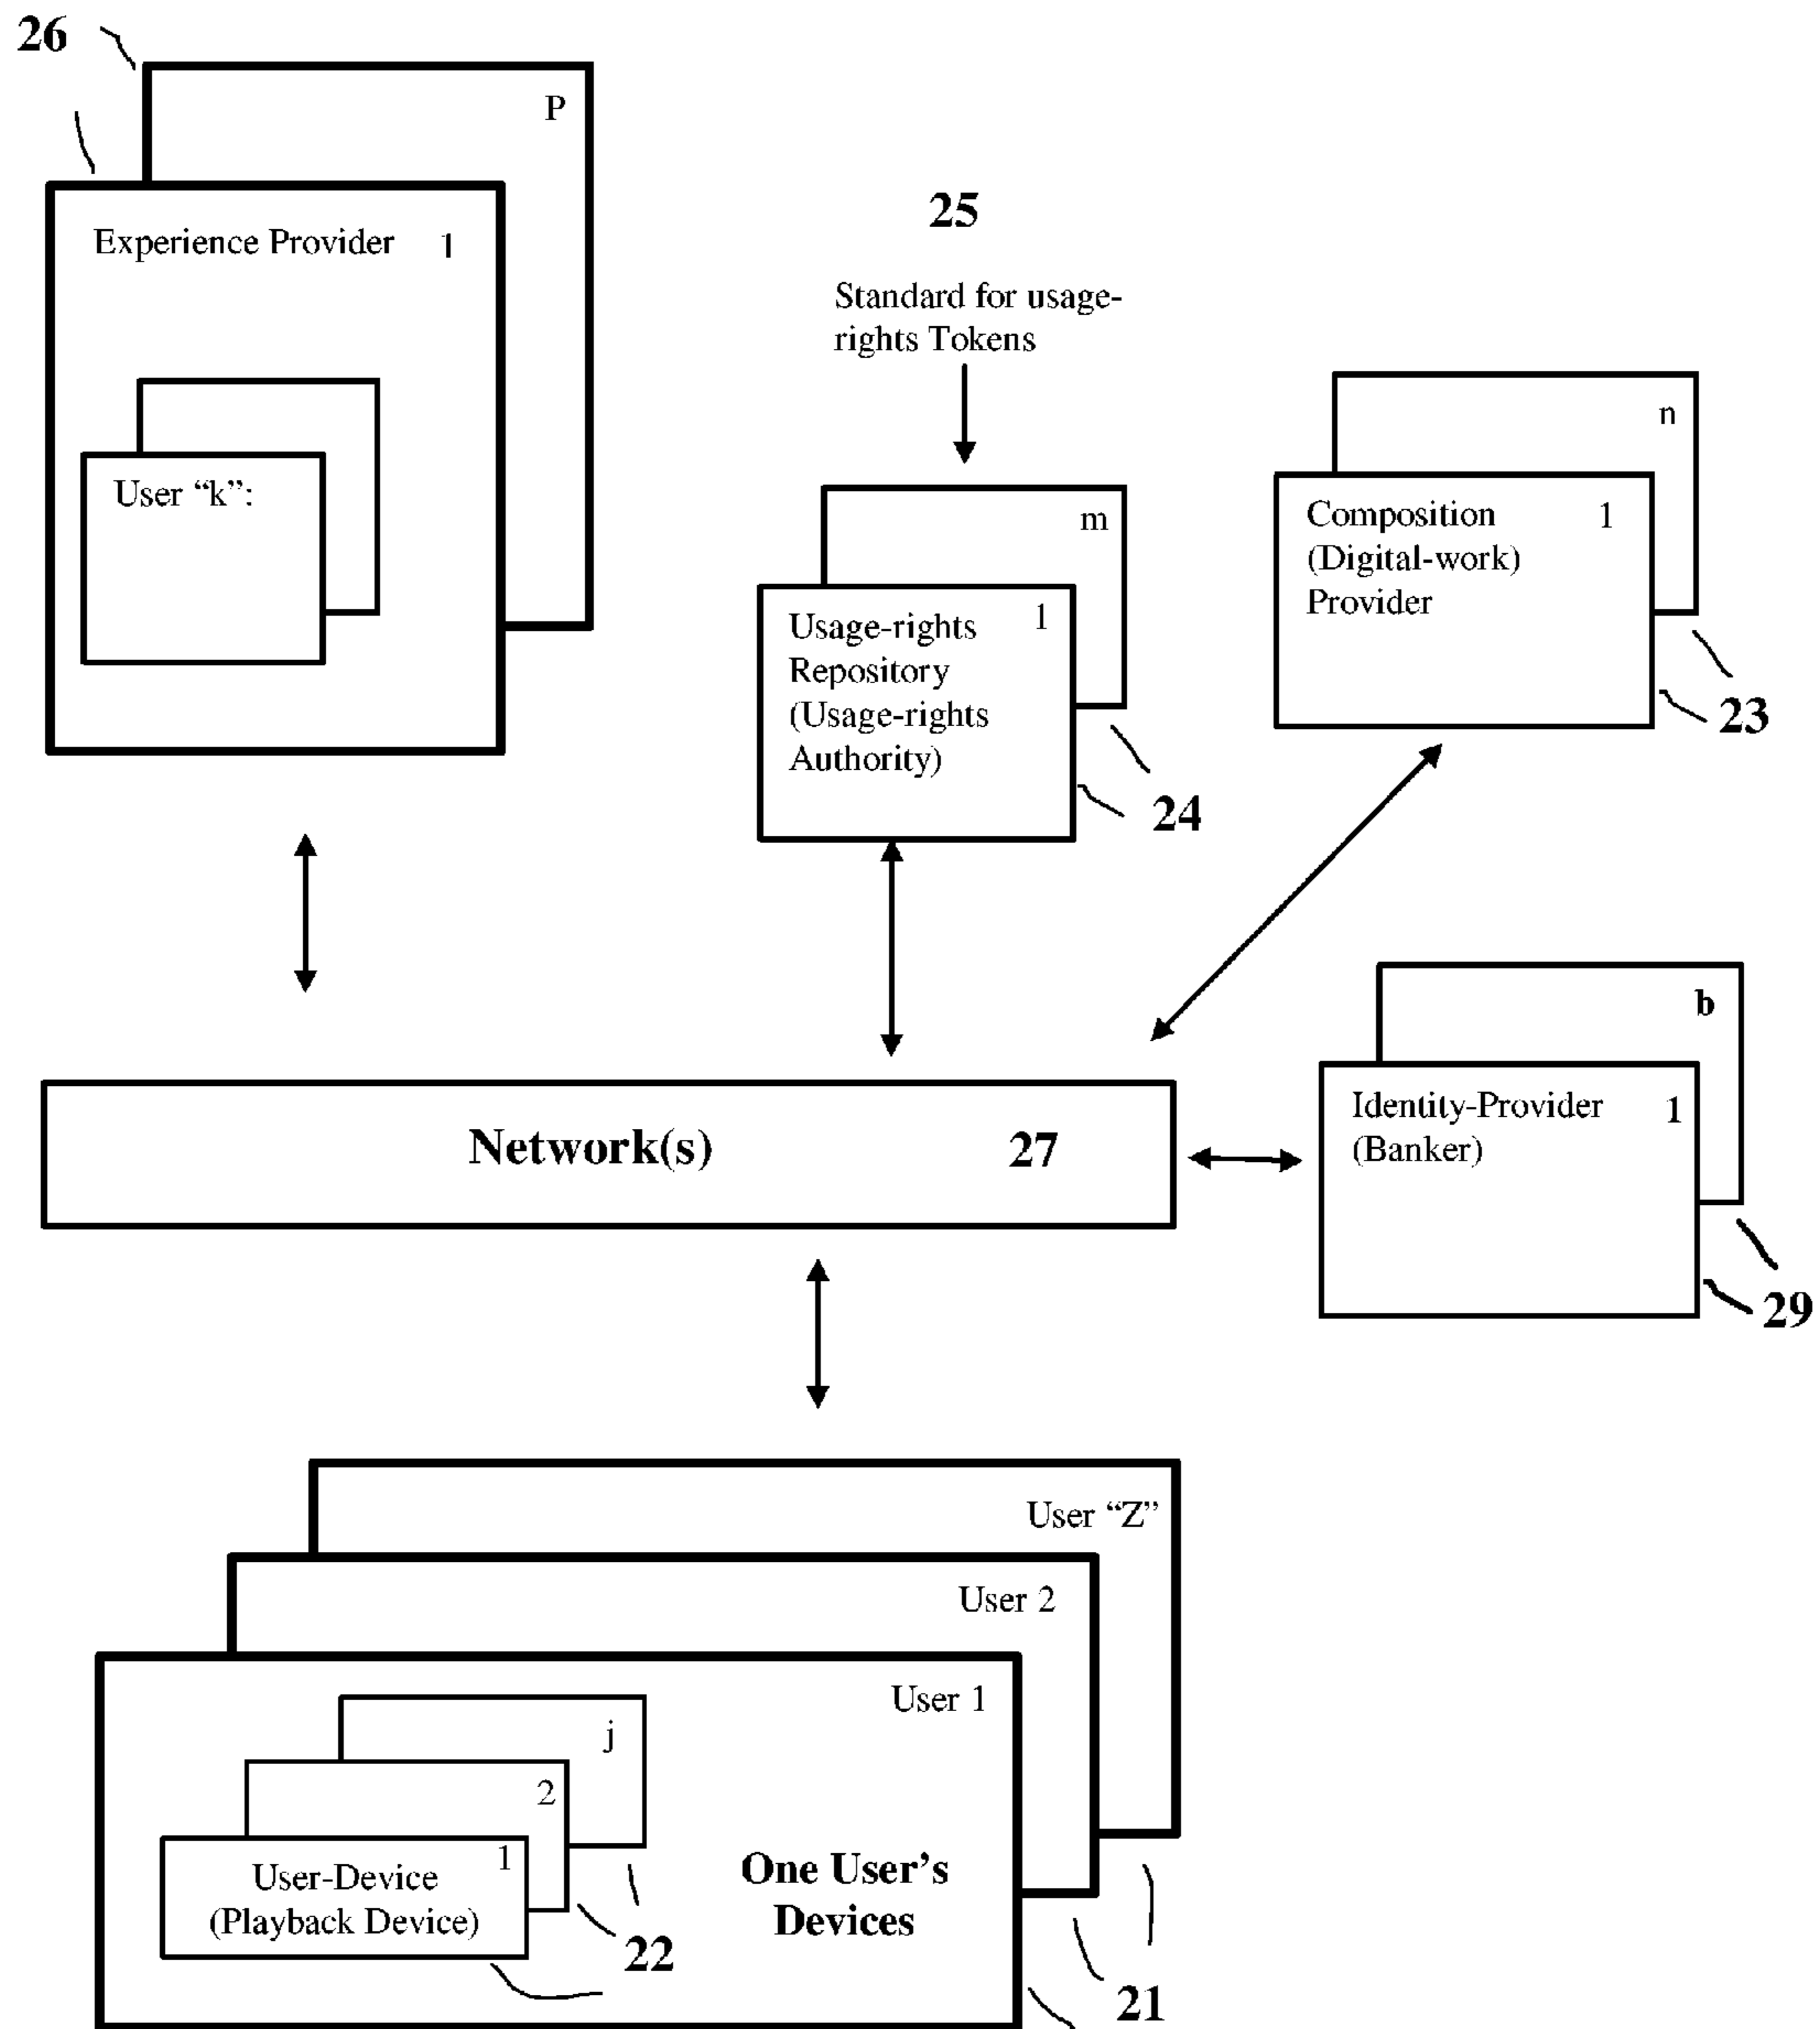 26
P
Experience Provider 1
User “k”:
25
Standard for usage-
rights Tokens
m
Usage-rights 1
Repository
(Usage-rights
Authority)
24
n
Composition 1
(Digital-work)
Provider
23
b
Identity-Provider 1
(Banker)
29
Network(s) 27
User “Z”
User 2
User 1
j
2
1
User-Device
(Playback Device)
22
One User’s
Devices
21